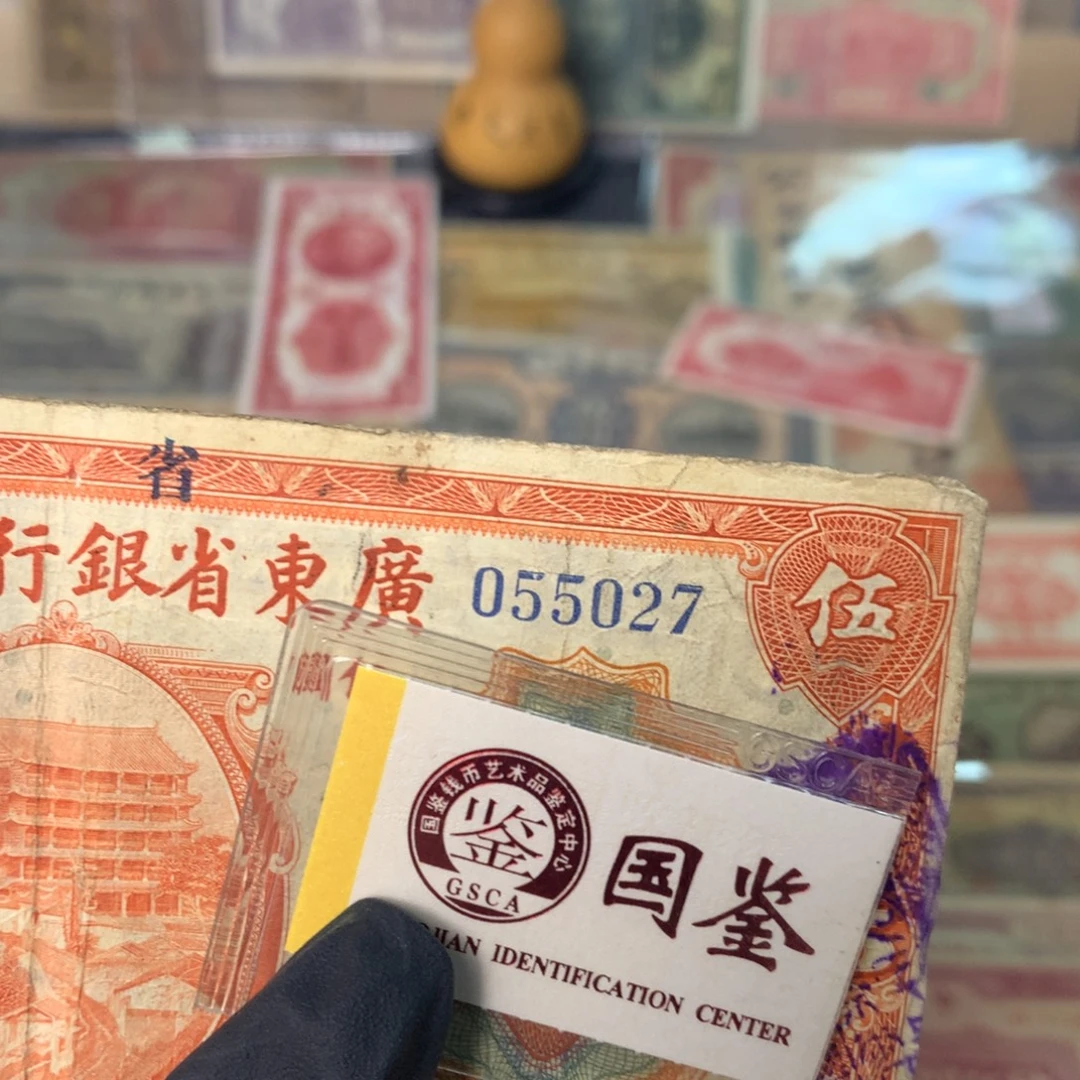 省
廣東省銀行
055027
伍
国鉴钱币艺术品鉴定中心
鉴
GSCA
国鉴
IDENTIFICATION CENTER